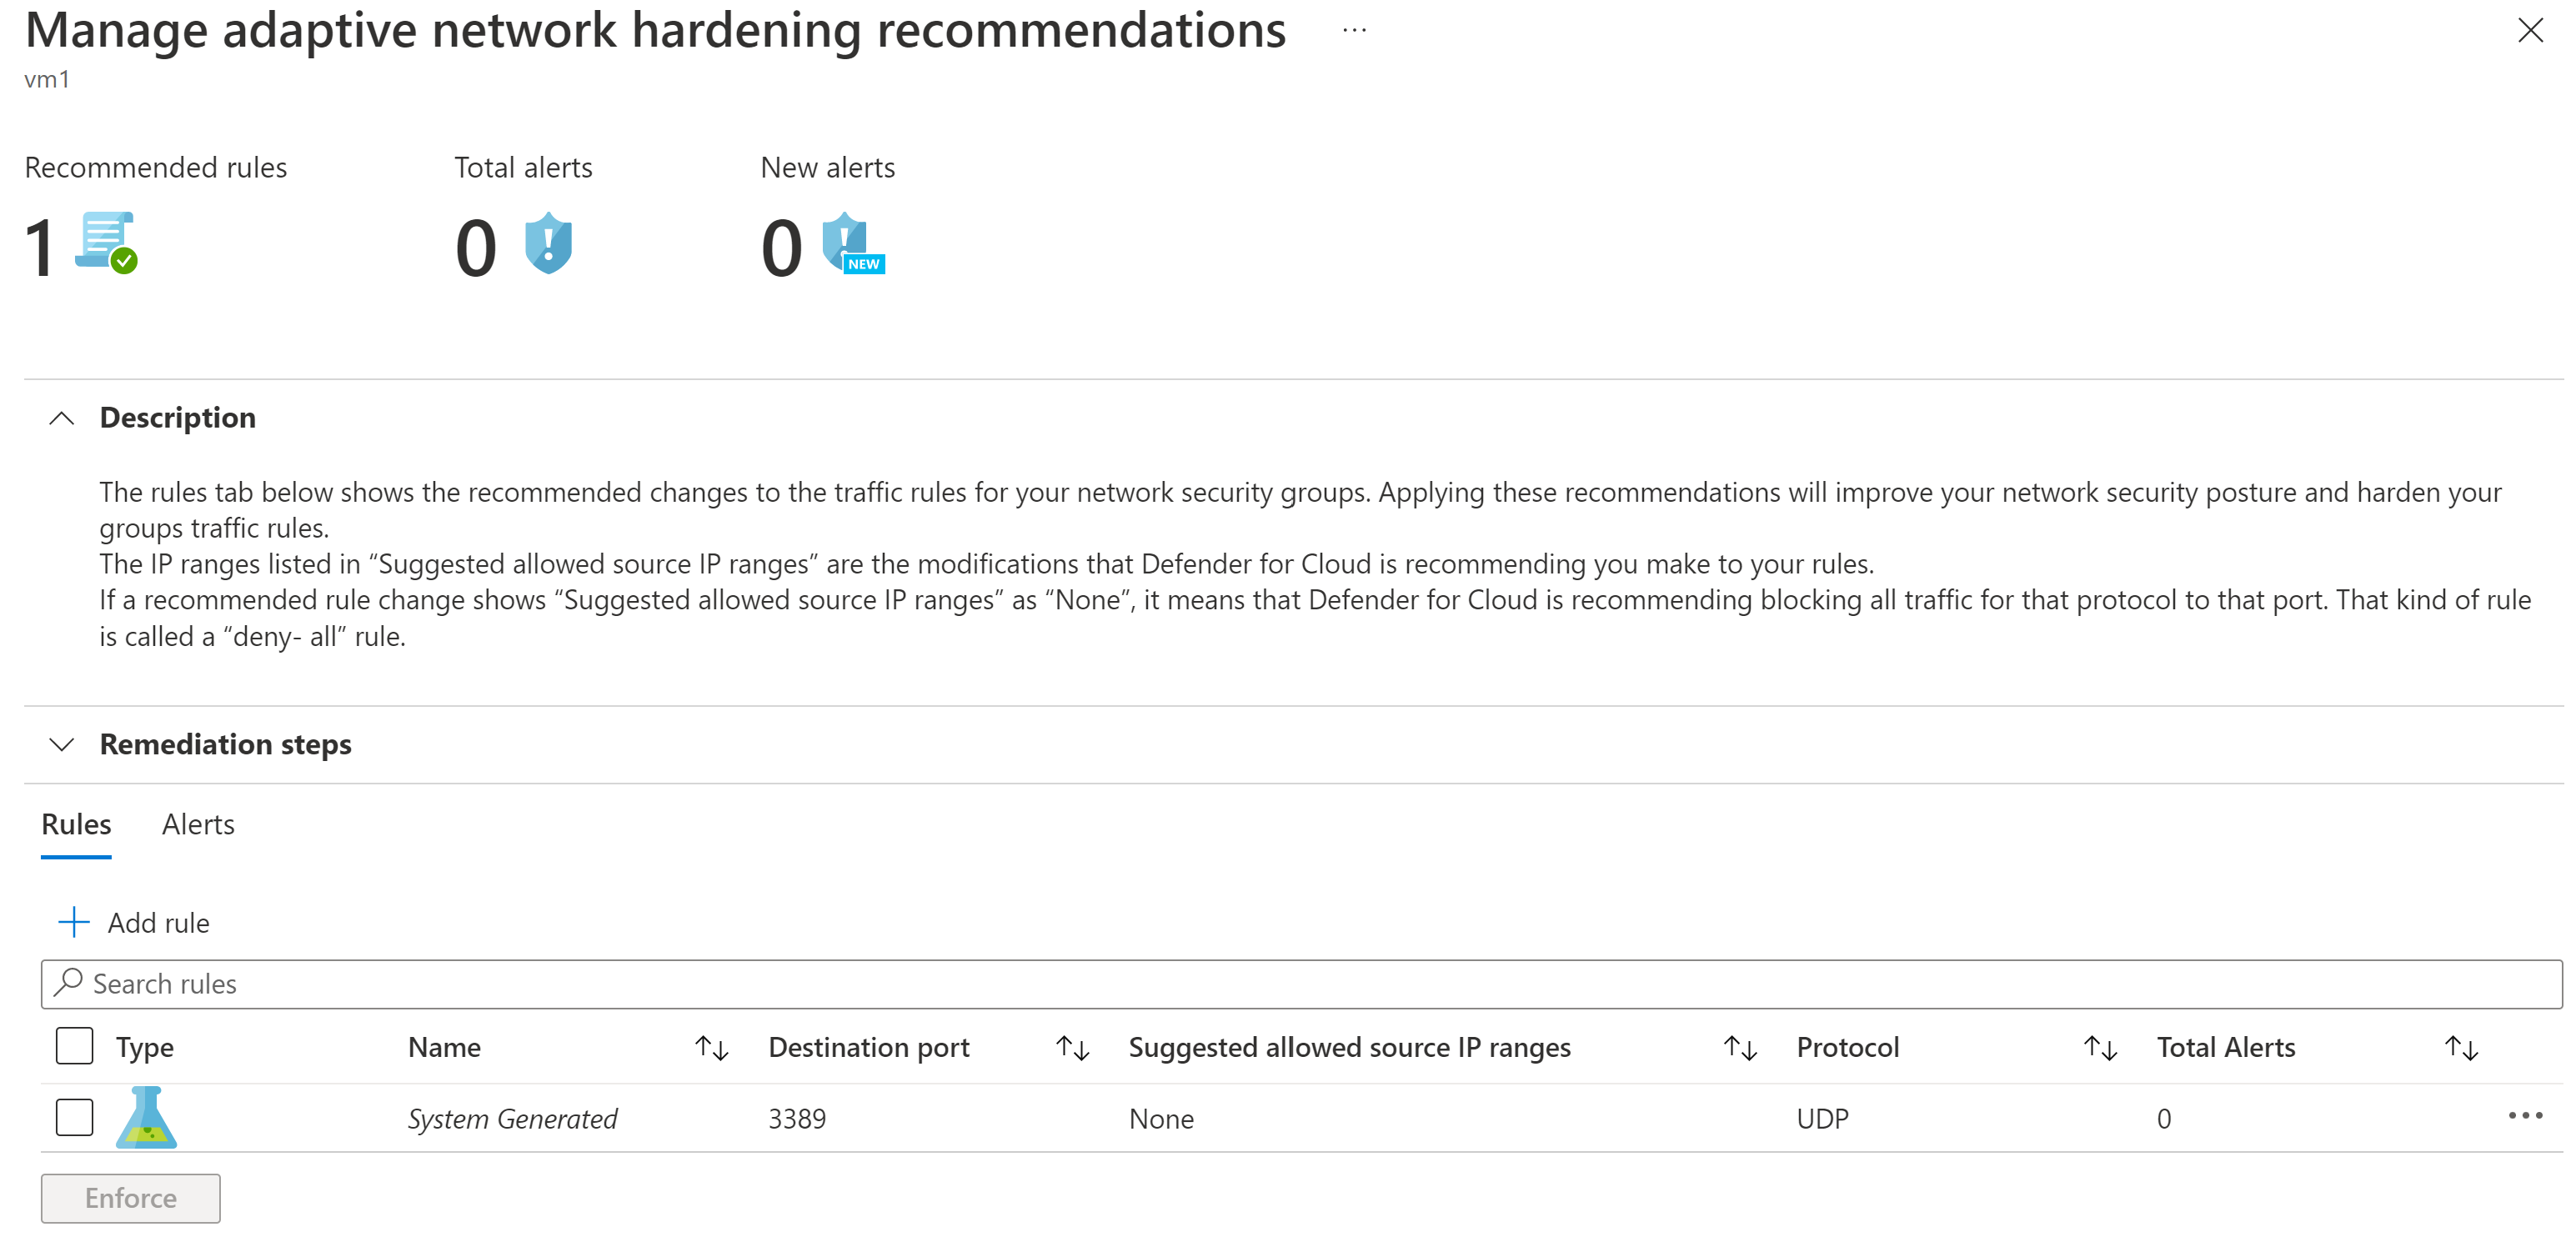 Manage adaptive network hardening recommendations ...
vm1
Recommended rules Total alerts New alerts
1 0 0 NEW
Description
The rules tab below shows the recommended changes to the traffic rules for your network security groups. Applying these recommendations will improve your network security posture and harden your
groups traffic rules.
The IP ranges listed in “Suggested allowed source IP ranges” are the modifications that Defender for Cloud is recommending you make to your rules.
If a recommended rule change shows “Suggested allowed source IP ranges” as “None”, it means that Defender for Cloud is recommending blocking all traffic for that protocol to that port. That kind of rule
is called a “deny- all” rule.
Remediation steps
Rules Alerts
Add rule
Search rules
Type Name Destination port Suggested allowed source IP ranges Protocol Total Alerts
System Generated 3389 None UDP 0
Enforce